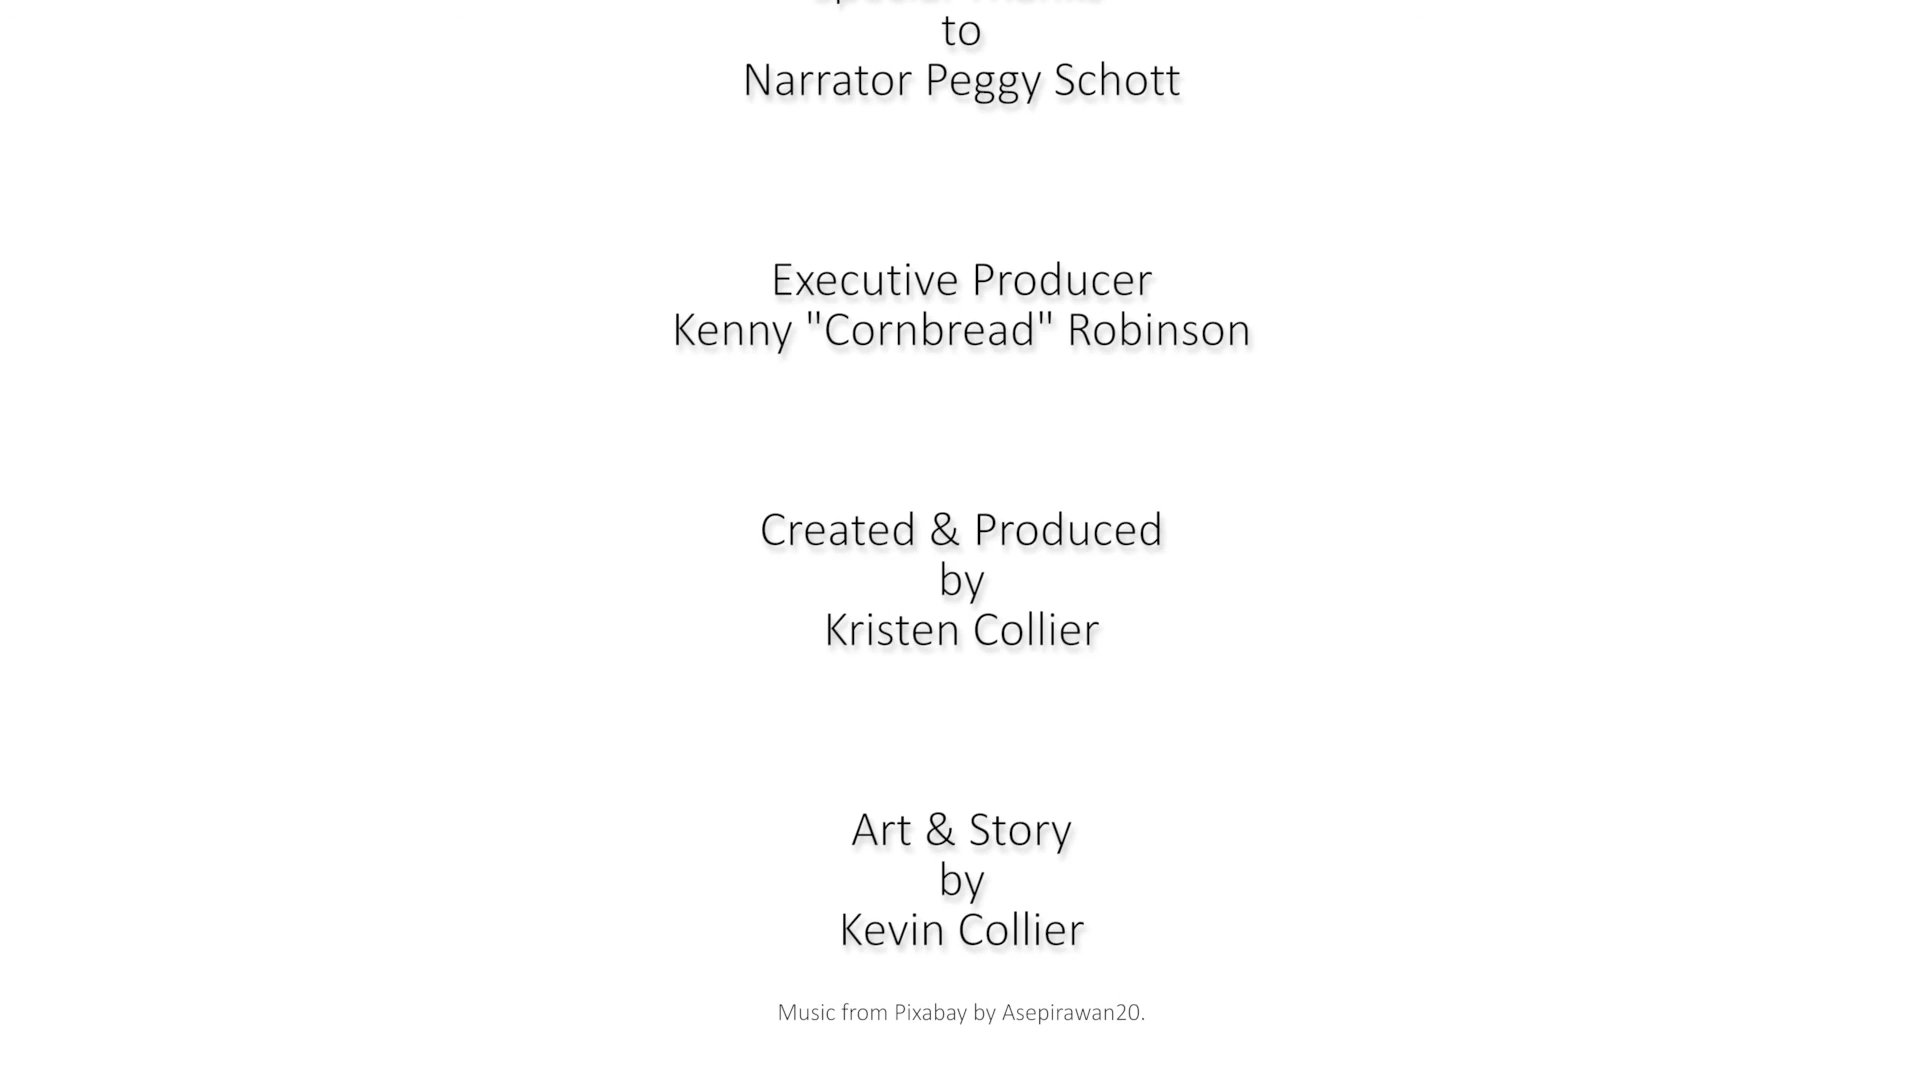 to
Narrator Peggy Schott
Executive Producer
Kenny "Cornbread" Robinson
Created & Produced
by
Kristen Collier
Art & Story
by
Kevin Collier
Music from Pixabay by Asepirawan20.